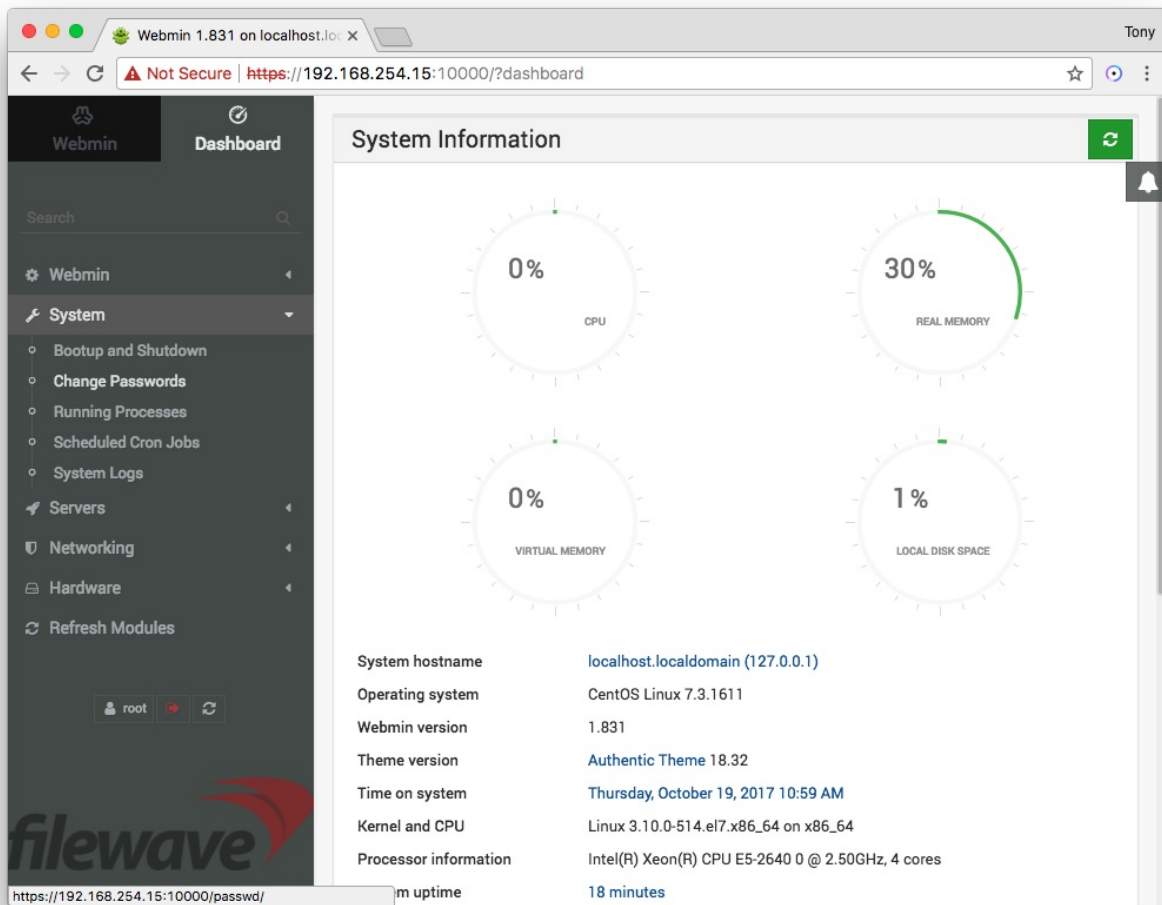 Webmin 1.831 on localhost.loc
Tony
Not Secure | https://192.168.254.15:10000/?dashboard
Webmin
Dashboard
Search
Webmin
System
Bootup and Shutdown
Change Passwords
Running Processes
Scheduled Cron Jobs
System Logs
Servers
Networking
Hardware
Refresh Modules
root
filewave
https://192.168.254.15:10000/passwd/
System Information
0%
CPU
30%
REAL MEMORY
0%
VIRTUAL MEMORY
1%
LOCAL DISK SPACE
System hostname localhost.localdomain (127.0.0.1)
Operating system CentOS Linux 7.3.1611
Webmin version 1.831
Theme version Authentic Theme 18.32
Time on system Thursday, October 19, 2017 10:59 AM
Kernel and CPU Linux 3.10.0-514.el7.x86_64 on x86_64
Processor information Intel(R) Xeon(R) CPU E5-2640 0 @ 2.50GHz, 4 cores
m uptime 18 minutes